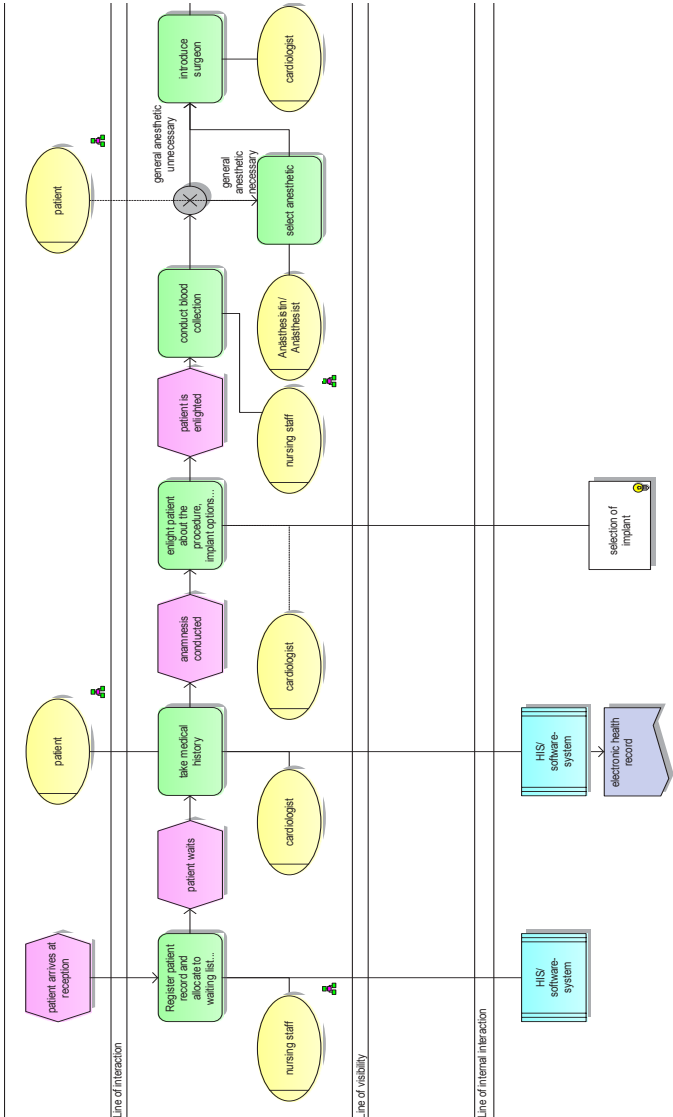 patient arrives at
reception
patient
patient
Line of interaction
Register patient
record and
allocate to
waiting list...
patient waits
take medical
history
anamnesis
conducted
enlight patient
about the
procedure,
implant options...
patient is
enlighted
conduct blood
collection
general anesthetic
unnecessary
general
anesthetic
necessary
introduce
surgeon
select anesthetic
nursing staff
cardiologist
cardiologist
nursing staff
Anästhesistin/
Anästhesist
cardiologist
Line of visibility
Line of internal interaction
HIS/
software-
system
HIS/
software-
system
electronic health
record
selection of
implant